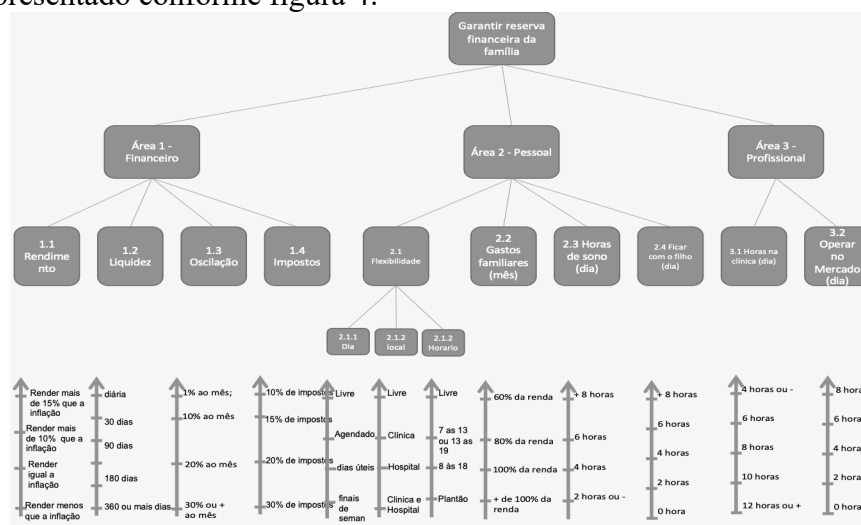 presentado conforme figura 4.
Garantir reserva
financeira da
família
Área 1 -
Financeiro
Área 2 - Pessoal
Área 3 -
Profissional
1.1
Rendime
nto
1.2
Liquidez
1.3
Oscilação
1.4
Impostos
2.1
Flexibilidade
2.2
Gastos
familiares
(mês)
2.3 Horas
de sono
(dia)
2.4 Ficar
com o filho
(dia)
3.1 Horas na
clínica (dia)
3.2
Operar
no
Mercado
(dia)
2.1.1
Dia
2.1.2
local
2.1.2
Horario
Render mais
de 15% que a
inflação
Render mais
de 10% que a
inflação
Render
igual a
inflação
Render menos
que a inflação
diária
30 dias
90 dias
180 dias
360 ou mais dias
1% ao mês;
10% ao mês
20% ao mês
30% ou +
ao mês
10% de impostos
15% de impostos
20% de impostos
30% de impostos
Livre
Agendado
dias úteis
finais
de
seman
Livre
Clínica
Hospital
Clinica e
Hospital
Livre
7 as 13
ou 13 as
19
8 às 18
Plantão
60% da renda
80% da renda
100% da renda
+ de 100% da
renda
+ 8 horas
6 horas
4 horas
2 horas ou -
+ 8 horas
6 horas
4 horas
2 horas
0 hora
4 horas ou -
6 horas
8 horas
10 horas
12 horas ou +
8 hora
6 hora
4 hora
2 hora
0 hora